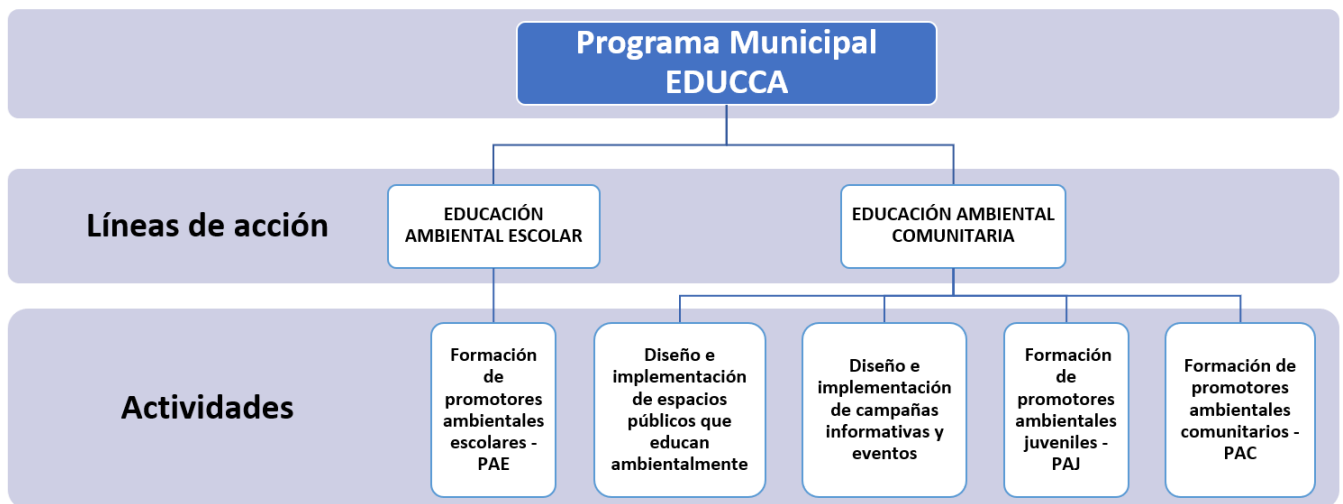 Programa Municipal
EDUCCA
Líneas de acción
EDUCACIÓN
AMBIENTAL ESCOLAR
EDUCACIÓN AMBIENTAL
COMUNITARIA
Actividades
Formación
de
promotores
ambientales
escolares -
PAE
Diseño e
implementación
de espacios
públicos que
educan
ambientalmente
Diseño e
implementación
de campañas
informativas y
eventos
Formación
de
promotores
ambientales
juveniles -
PAJ
Formación de
promotores
ambientales
comunitarios -
PAC